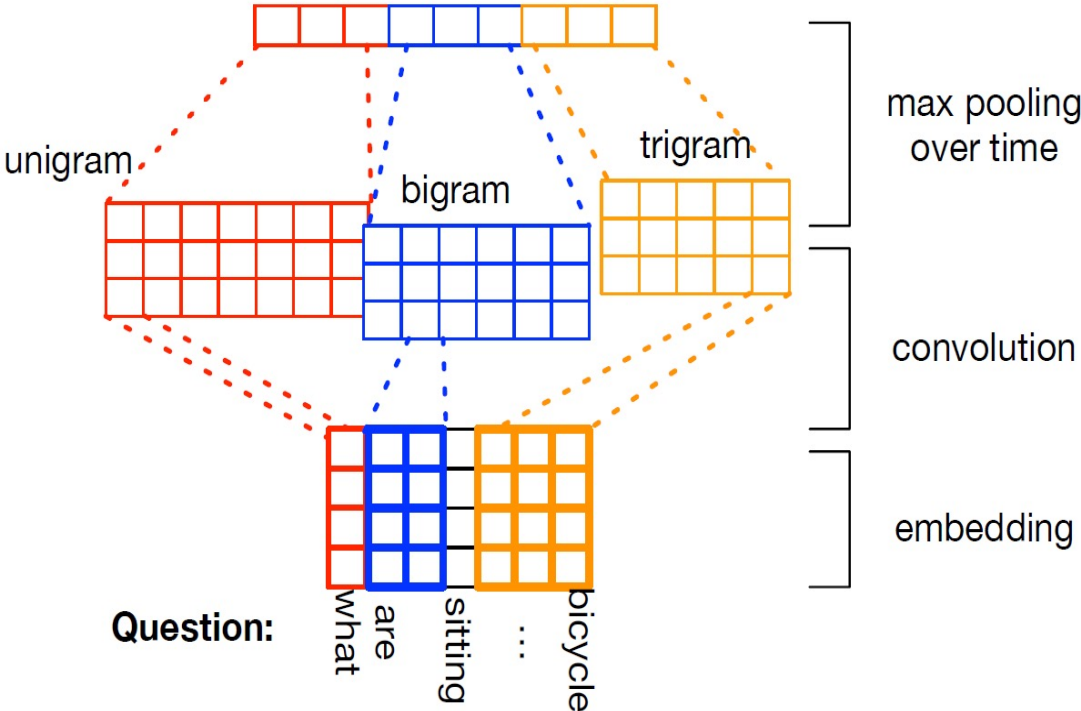 max pooling
over time
unigram
bigram
trigram
convolution
embedding
Question:
what
are
sitting
...
bicycle